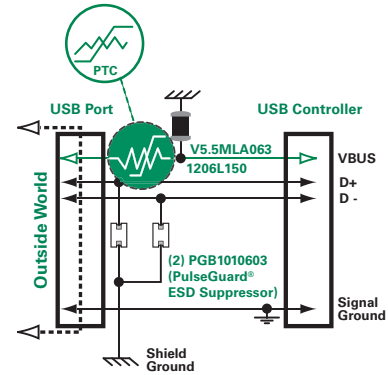 PTC
USB Port
USB Controller
V5.5MLA063
1206L150
VBUS
D+
D -
Outside World
(2) PGB1010603
(PulseGuard®
ESD Suppressor)
Signal
Ground
Shield
Ground